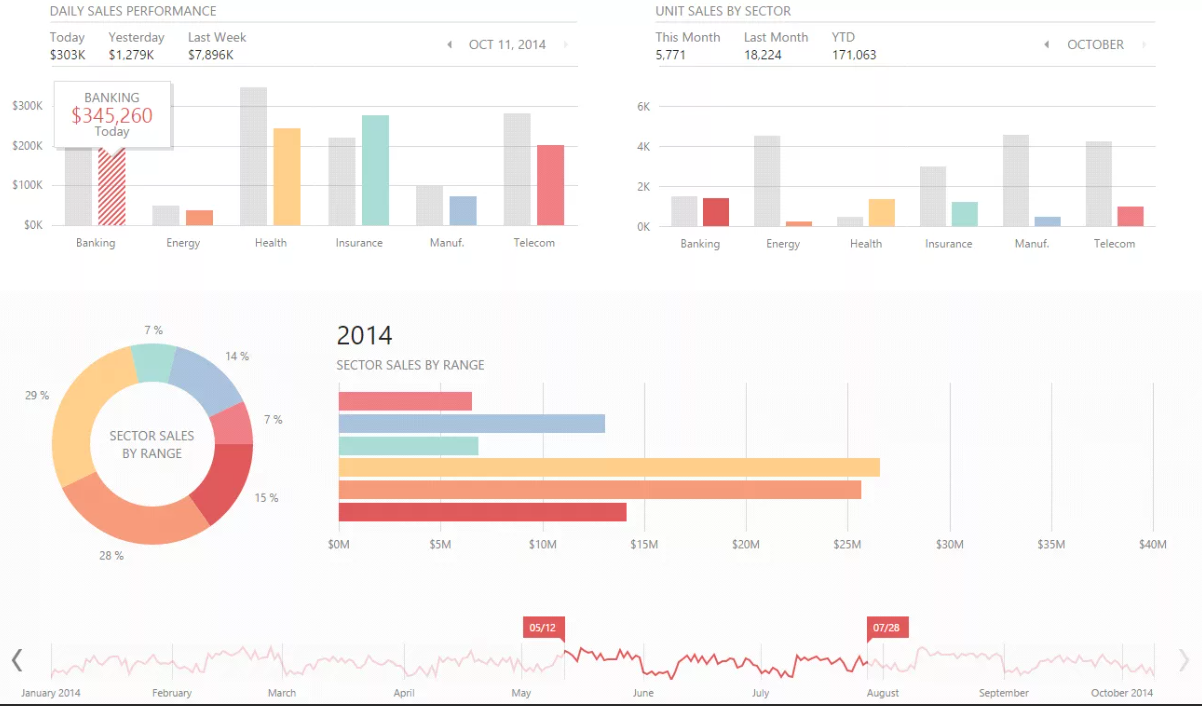 DAILY SALES PERFORMANCE
Today Yesterday Last Week
$303K $1,279K $7,896K
OCT 11, 2014
BANKING
$345,260
Today
$300K
$200K
$100K
$0K
Banking Energy Health Insurance Manuf. Telecom
UNIT SALES BY SECTOR
This Month Last Month YTD
5,771 18,224 171,063
OCTOBER
6K
4K
2K
0K
Banking Energy Health Insurance Manuf. Telecom
7 %
14 %
29 %
7 %
SECTOR SALES
BY RANGE
15 %
28 %
2014
SECTOR SALES BY RANGE
$0M $5M $10M $15M $20M $25M $30M $35M $40M
05/12 07/28
January 2014 February March April May June July August September October 2014